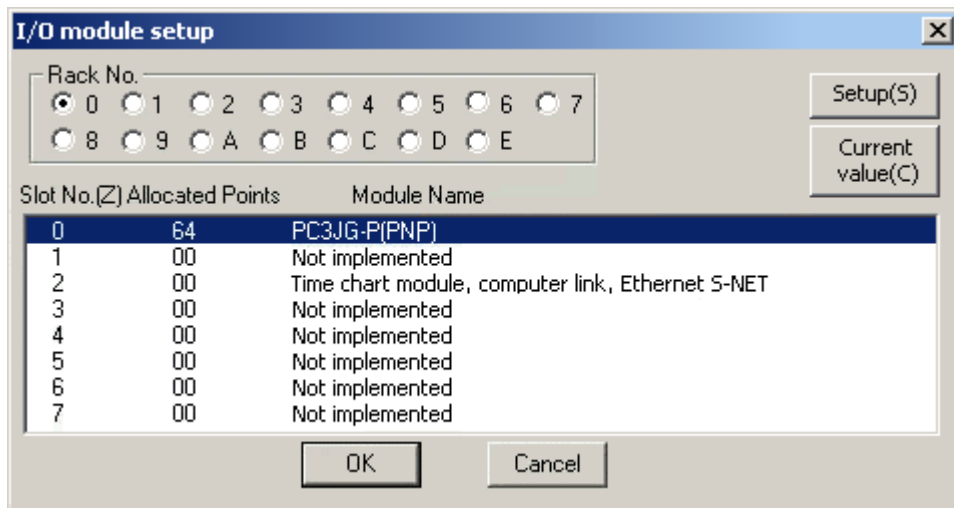 I/O module setup
Rack No.
0 1 2 3 4 5 6 7
8 9 A B C D E
Setup(S)
Current
value(C)
Slot No.(Z) Allocated Points Module Name
0 64 PC3JG-P(PNP)
1 00 Not implemented
2 00 Time chart module, computer link, Ethernet S-NET
3 00 Not implemented
4 00 Not implemented
5 00 Not implemented
6 00 Not implemented
7 00 Not implemented
OK Cancel